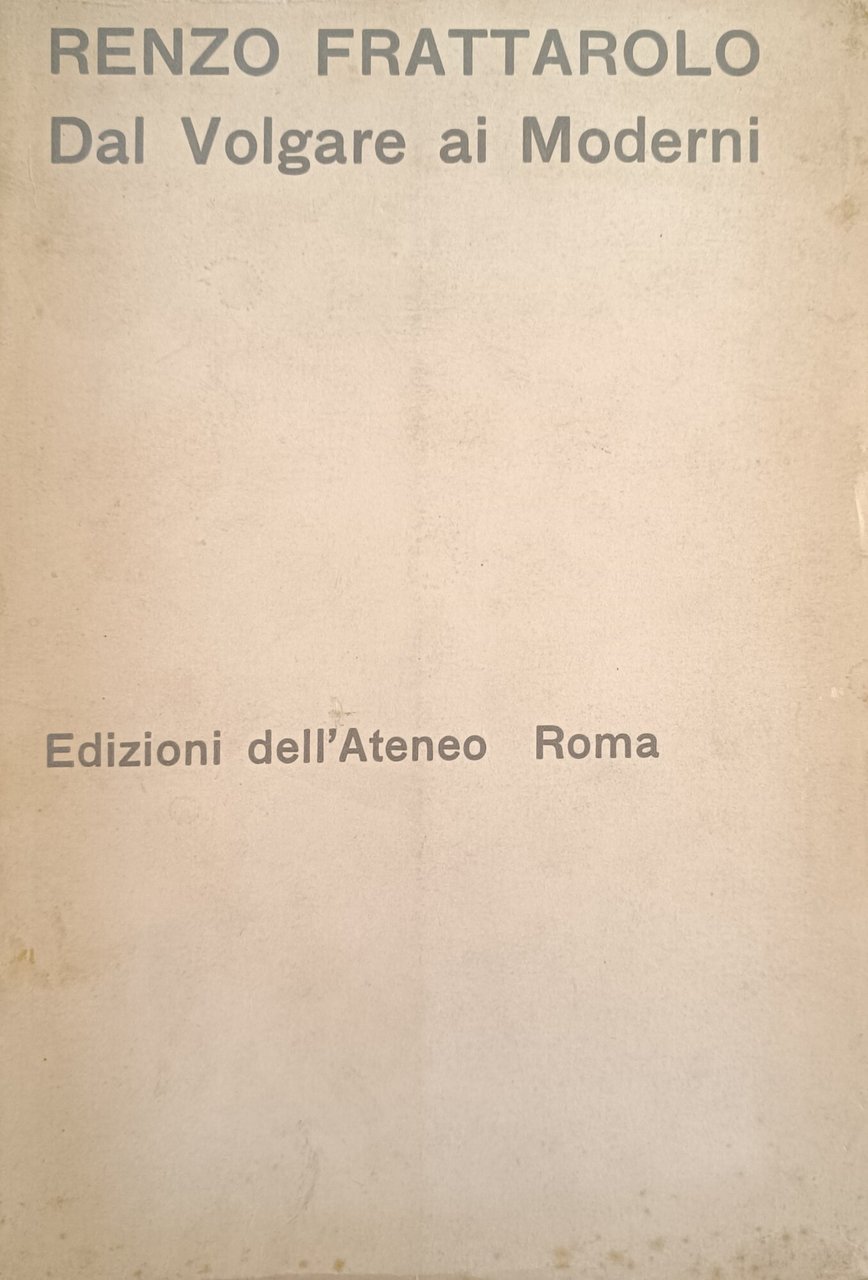 RENZO FRATTAROLO
Dal Volgare ai Moderni
Edizioni dell'Ateneo Roma